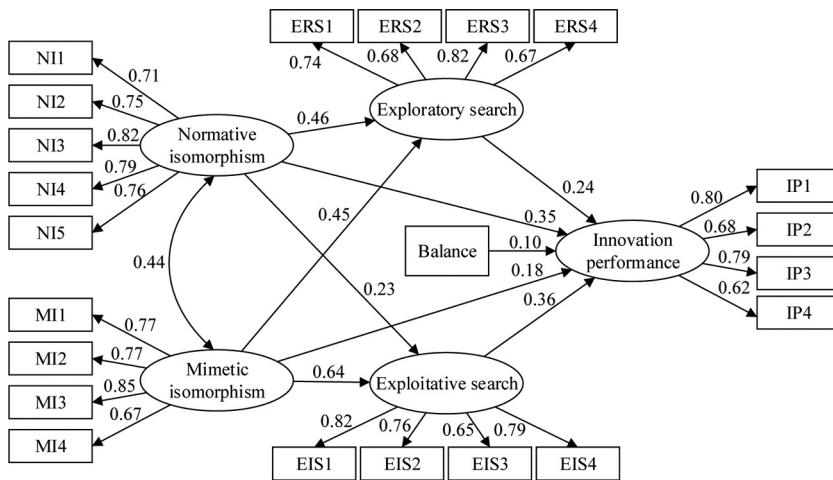 ERS1
ERS2
ERS3
ERS4
0.74
0.68
0.82
0.67
Exploratory search
NI1
NI2
NI3
NI4
NI5
0.71
0.75
0.82
0.79
0.76
Normative
isomorphism
0.46
0.45
0.35
0.24
0.44
0.23
Balance
0.10
0.18
0.36
Innovation
performance
0.80
0.68
0.79
0.62
IP1
IP2
IP3
IP4
MI1
MI2
MI3
MI4
0.77
0.77
0.85
0.67
Mimetic
isomorphism
0.64
Exploitative search
0.82
0.76
0.65
0.79
EIS1
EIS2
EIS3
EIS4